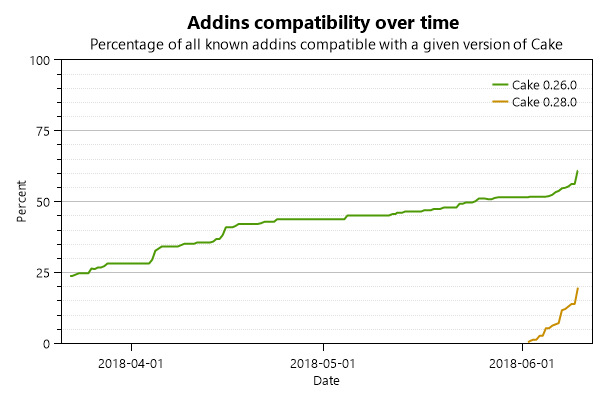 Addins compatibility over time
Percentage of all known addins compatible with a given version of Cake
100
Cake 0.26.0
Cake 0.28.0
75
Percent
50
25
0
2018-04-01
2018-05-01
2018-06-01
Date